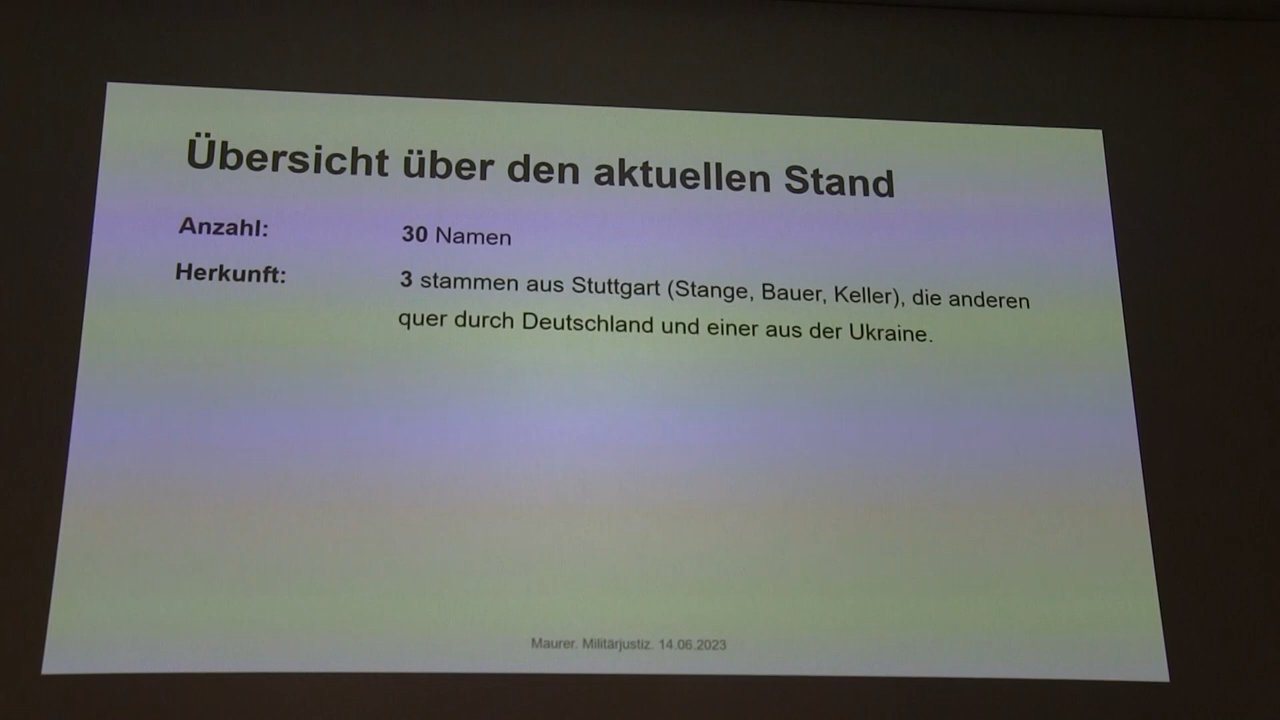 Übersicht über den aktuellen Stand
Anzahl: 30 Namen
Herkunft: 3 stammen aus Stuttgart (Stange, Bauer, Keller), die anderen
quer durch Deutschland und einer aus der Ukraine.
Maurer. Militärjustiz. 14.06.2023